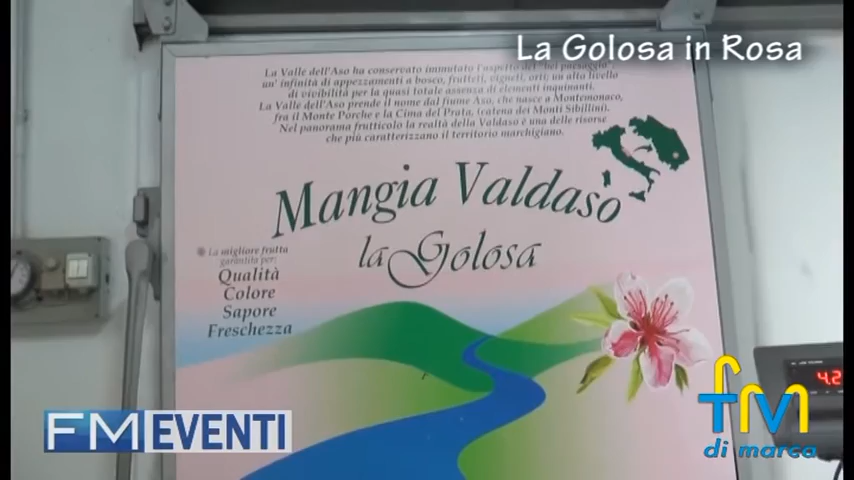 La Golosa in Rosa
La Valle dell'Aso ha conservato immutato l'aspetto del "bel paesaggio",
un' infinità di appezzamenti a bosco, frutteti, vigneti, orti; un alto livello
di vivibilità per la quasi totale assenza di elementi inquinanti.
La Valle dell'Aso prende il nome dal fiume Aso, che nasce a Montemonaco,
fra il Monte Porche e la Cima del Prata, (catena dei Monti Sibillini).
Nel panorama frutticolo la realtà della Valdaso è una delle risorse
che più caratterizzano il territorio marchigiano.
Mangia Valdaso
la Golosa
La migliore frutta
garantita per:
Qualità
Colore
Sapore
Freschezza
FM EVENTI
fm
di marca
4.2